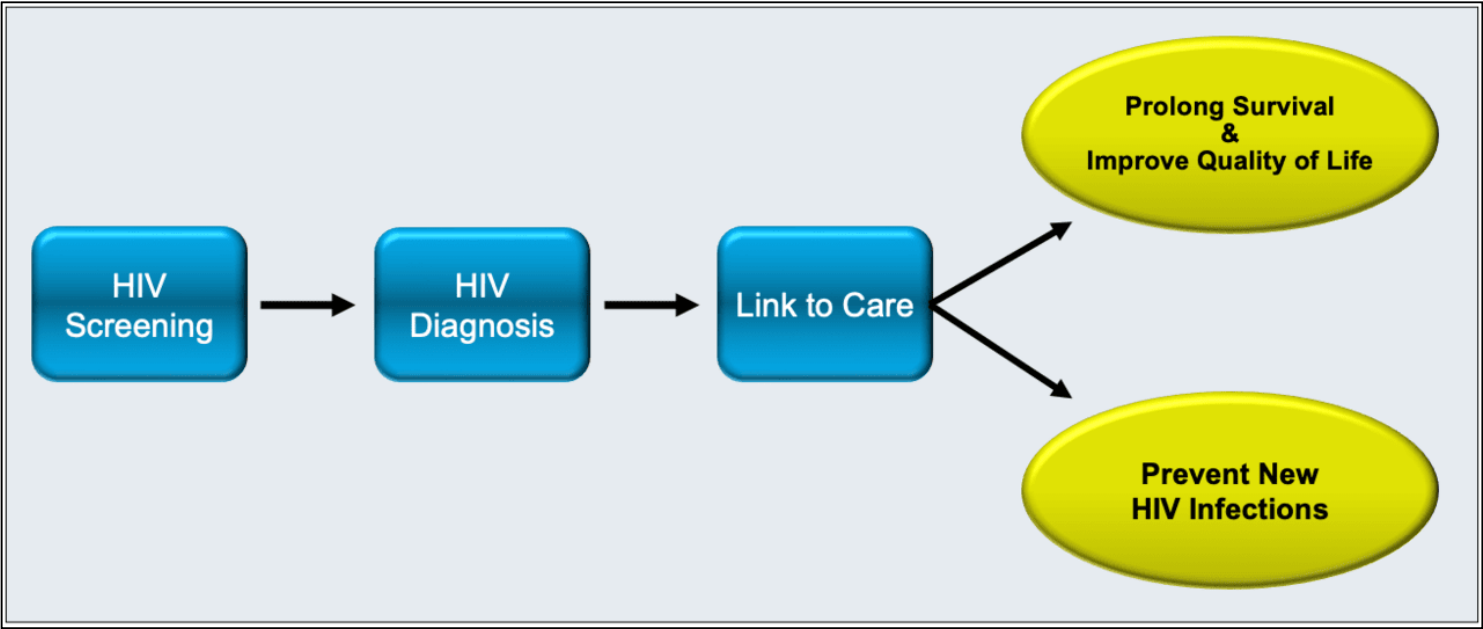 HIV
Screening
HIV
Diagnosis
Link to Care
Prolong Survival
&
Improve Quality of Life
Prevent New
HIV Infections